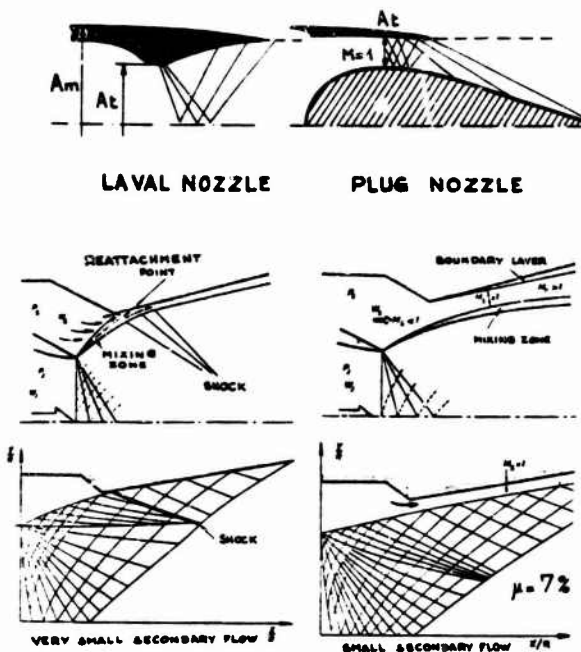 At
M=1
Am
At
LAVAL NOZZLE
PLUG NOZZLE
REATTACHMENT
POINT
MIXING
ZONE
SHOCK
BOUNDARY LAYER
MIXING ZONE
SHOCK
VERY SMALL SECONDARY FLOW
μ=7%
SMALL SECONDARY FLOW